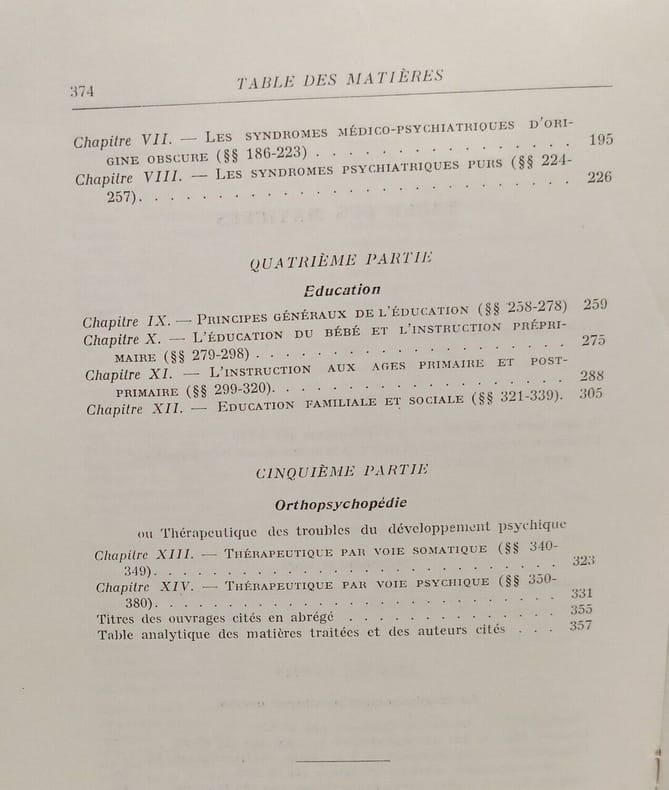 374
TABLE DES MATIÈRES
Chapitre VII. — LES SYNDROMES MÉDICO-PSYCHIATRIQUES D'ORI-
GINE OBSCURE (§§ 186-223) . . . . . . . . . . . . . . . 195
Chapitre VIII. — LES SYNDROMES PSYCHIATRIQUES PURS (§§ 224-
257). . . . . . . . . . . . . . . . . . . . . . . . 226
QUATRIÈME PARTIE
Education
Chapitre IX. — PRINCIPES GÉNÉRAUX DE L'ÉDUCATION (§§ 258-278) 259
Chapitre X. — L'ÉDUCATION DU BÉBÉ ET L'INSTRUCTION PRÉPRI-
MAIRE (§§ 279-298) . . . . . . . . . . . . . . . . . . 275
Chapitre XI. — L'INSTRUCTION AUX AGES PRIMAIRE ET POST-
PRIMAIRE (§§ 299-320). . . . . . . . . . . . . . . . . 288
Chapitre XII. — EDUCATION FAMILIALE ET SOCIALE (§§ 321-339). 305
CINQUIÈME PARTIE
Orthopsychopédie
ou Thérapeutique des troubles du développement psychique
Chapitre XIII. — THÉRAPEUTIQUE PAR VOIE SOMATIQUE (§§ 340-
349). . . . . . . . . . . . . . . . . . . . . . . . 323
Chapitre XIV. — THÉRAPEUTIQUE PAR VOIE PSYCHIQUE (§§ 350-
380). . . . . . . . . . . . . . . . . . . . . . . . 331
Titres des ouvrages cités en abrégé . . . . . . . . . . . . 355
Table analytique des matières traitées et des auteurs cités . . . 357